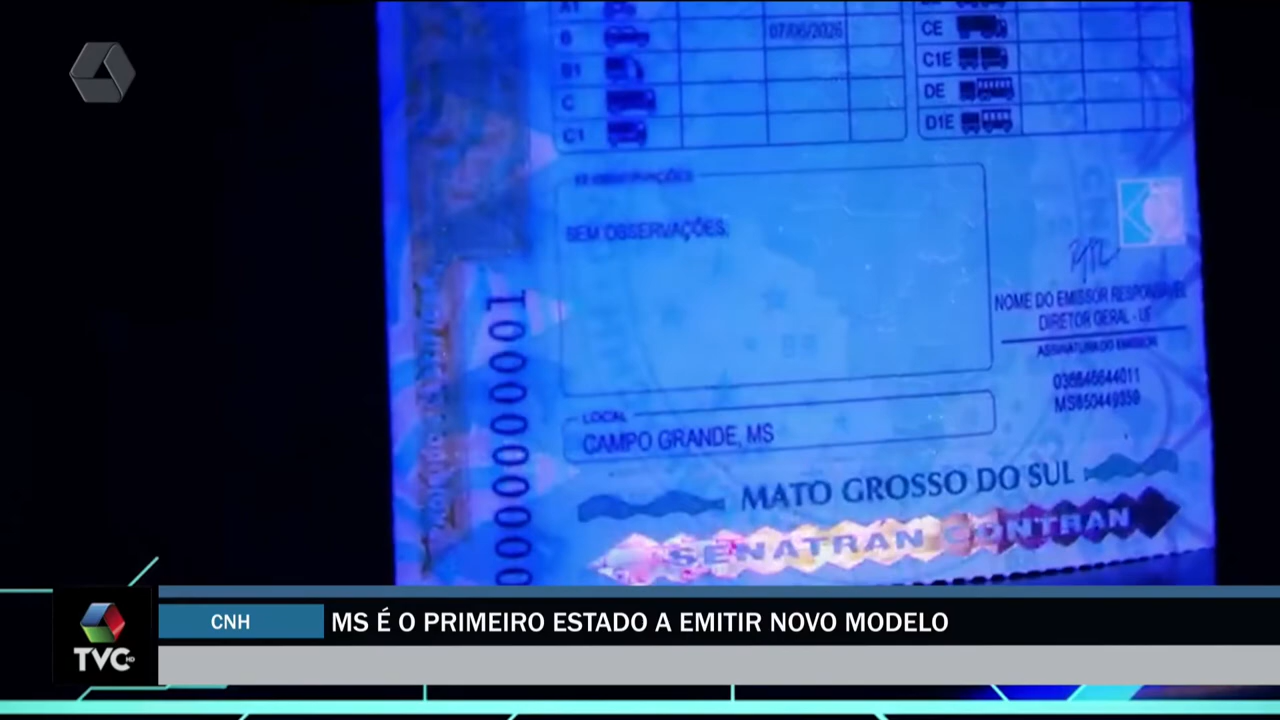 A1
B
07/06/2026
B1
C
C1
CE
C1E
DE
D1E
SEM OBSERVAÇÕES;
NOME DO EMISSOR RESPONSÁVEL
DIRETOR GERAL - UF
ASSINATURA DO EMISSOR
MS850449359
LOCAL
CAMPO GRANDE, MS
MATO GROSSO DO SUL
SENATRAN CONTRAN
CNH
MS É O PRIMEIRO ESTADO A EMITIR NOVO MODELO
TVC HD